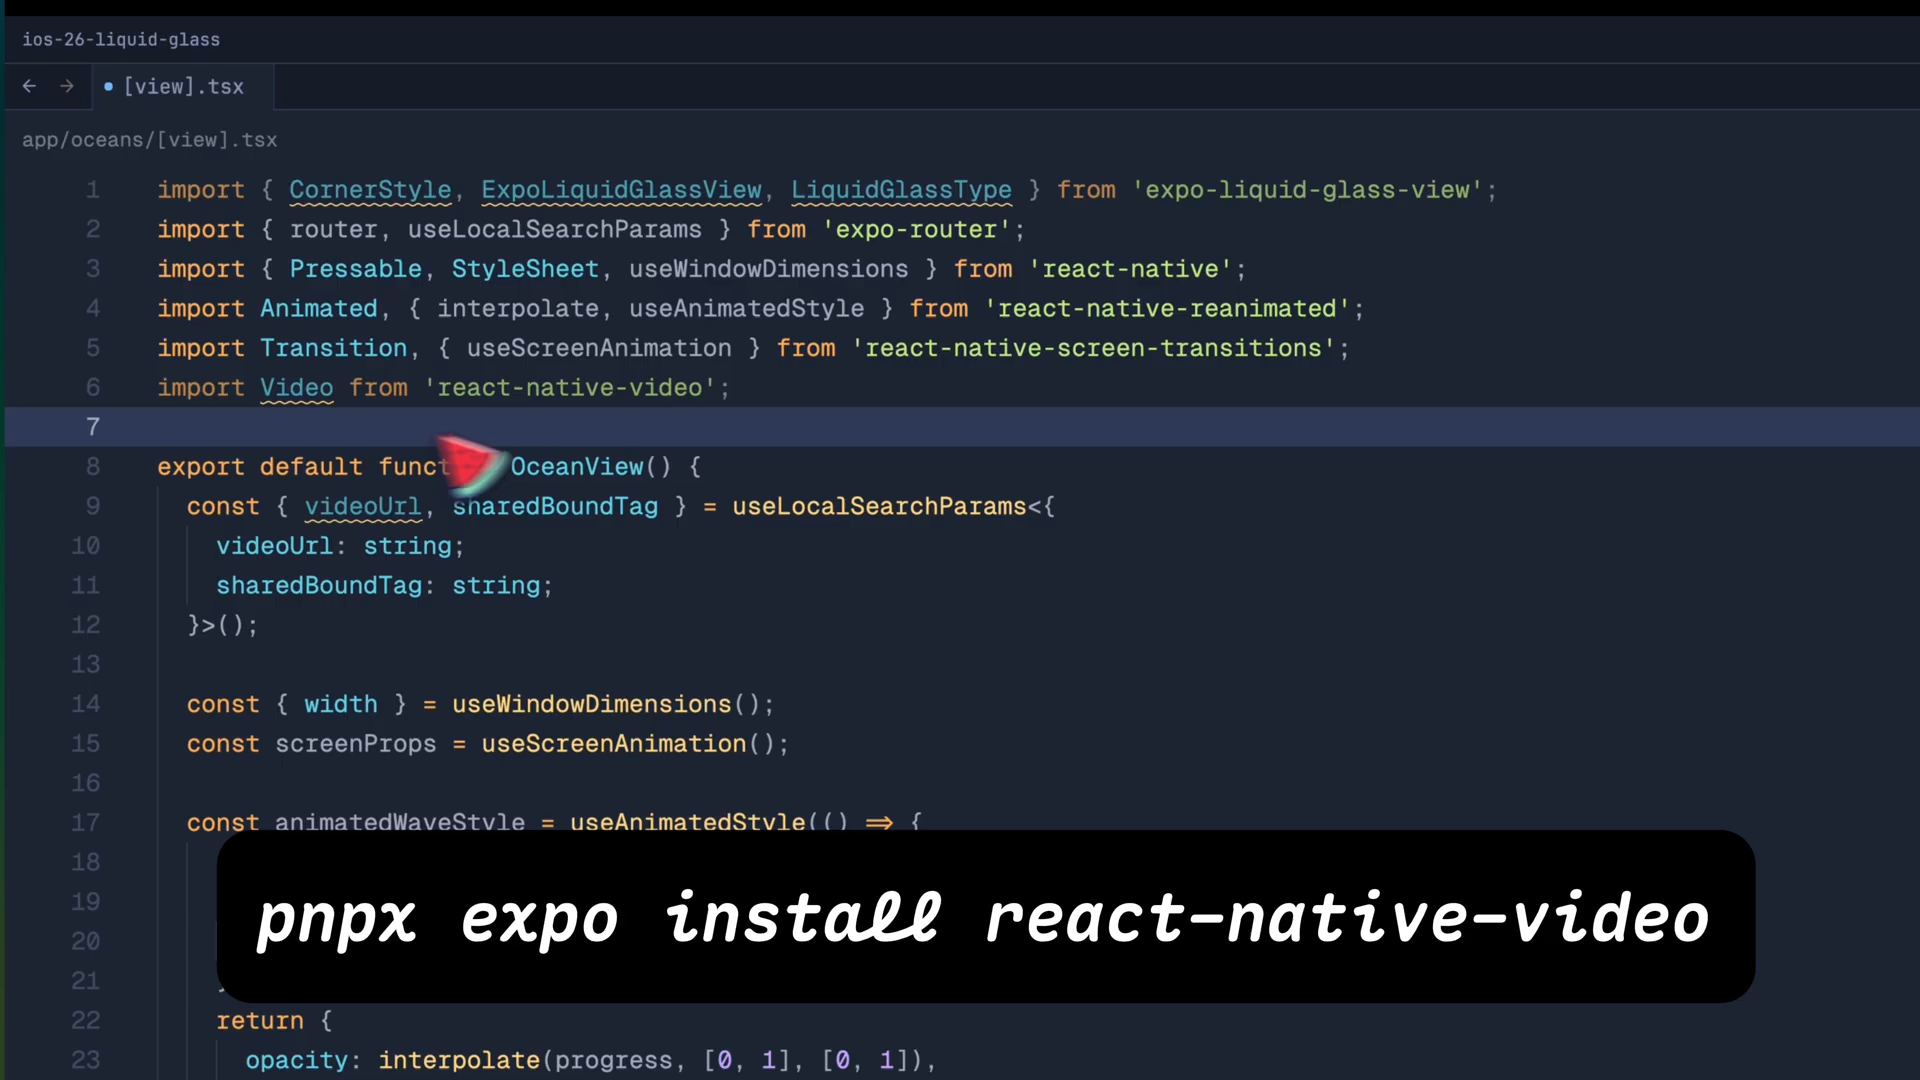 ios-26-liquid-glass
← → • [view].tsx
app/oceans/[view].tsx
1 import { CornerStyle, ExpoLiquidGlassView, LiquidGlassType } from 'expo-liquid-glass-view';
2 import { router, useLocalSearchParams } from 'expo-router';
3 import { Pressable, StyleSheet, useWindowDimensions } from 'react-native';
4 import Animated, { interpolate, useAnimatedStyle } from 'react-native-reanimated';
5 import Transition, { useScreenAnimation } from 'react-native-screen-transitions';
6 import Video from 'react-native-video';
7
8 export default funct OceanView() {
9 const { videoUrl, sharedBoundTag } = useLocalSearchParams<{
10 videoUrl: string;
11 sharedBoundTag: string;
12 }>();
13
14 const { width } = useWindowDimensions();
15 const screenProps = useScreenAnimation();
16
17 const animatedWaveStyle = useAnimatedStyle(() => {
18
19
20
21
pnpx expo install react-native-video
22 return {
23 opacity: interpolate(progress, [0, 1], [0, 1]),